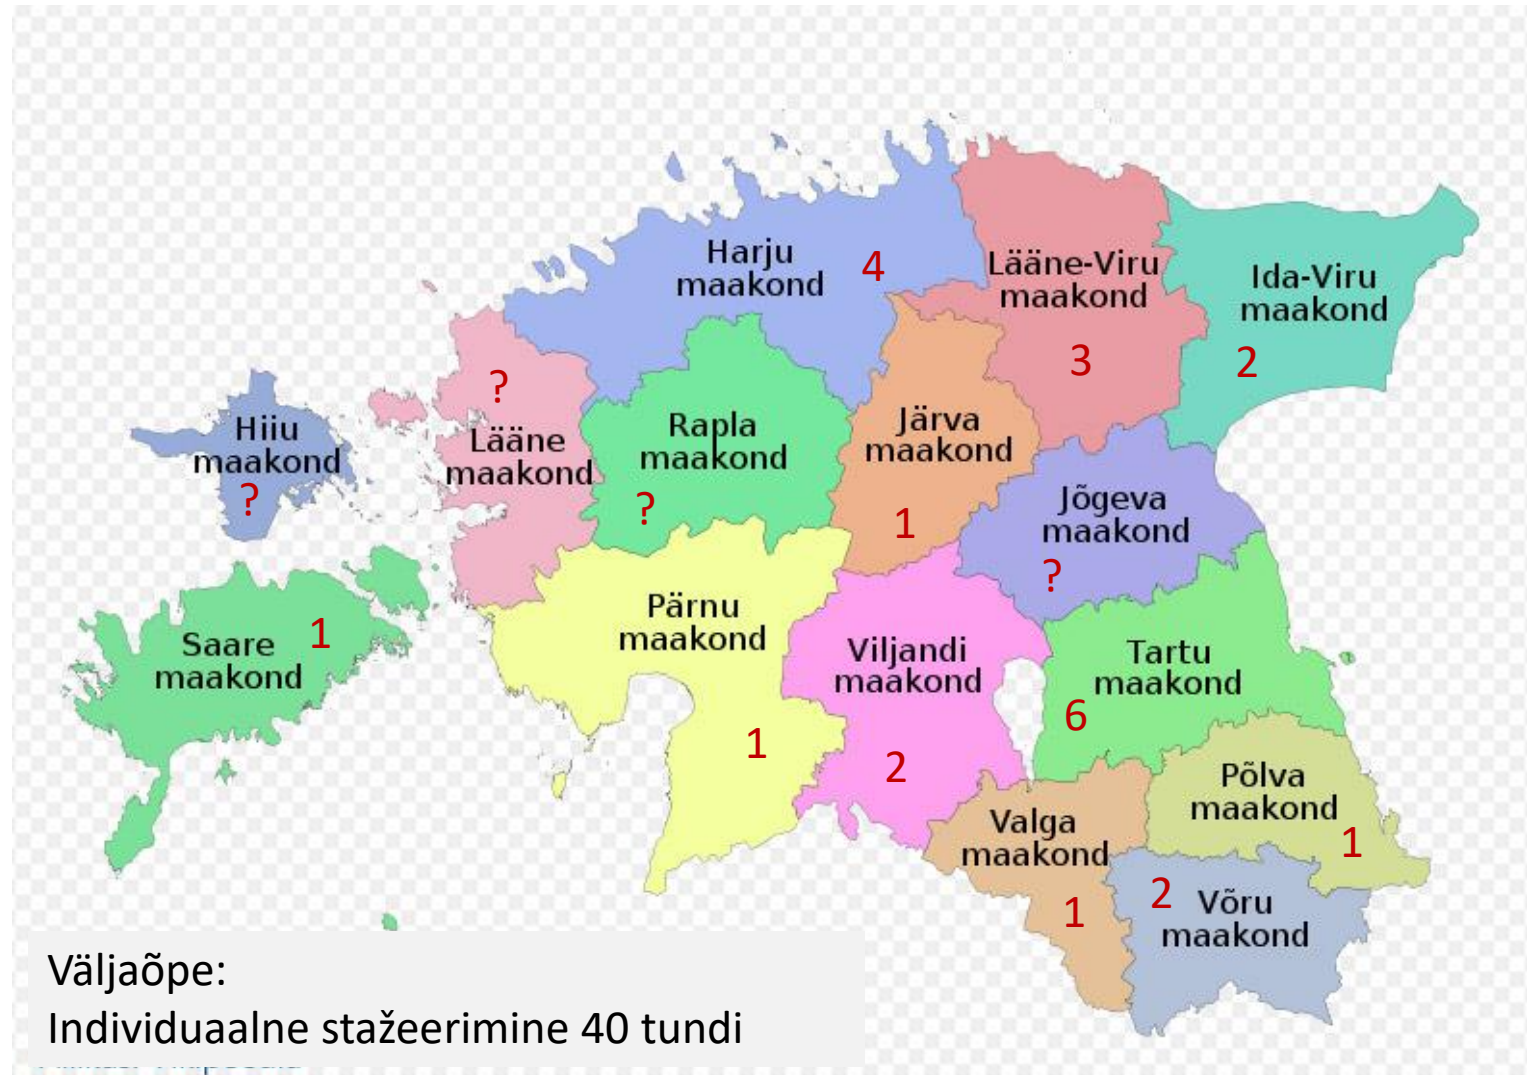 Harju
maakond
4
Lääne-Viru
maakond
3
Ida-Viru
maakond
2
Hiiu
maakond
?
?
Lääne
maakond
Rapla
maakond
?
Järva
maakond
1
Jõgeva
maakond
?
Saare
maakond
1
Pärnu
maakond
1
Viljandi
maakond
2
Tartu
maakond
6
Põlva
maakond
1
Valga
maakond
1
2
Võru
maakond
Väljaõpe:
Individuaalne stažeerimine 40 tundi